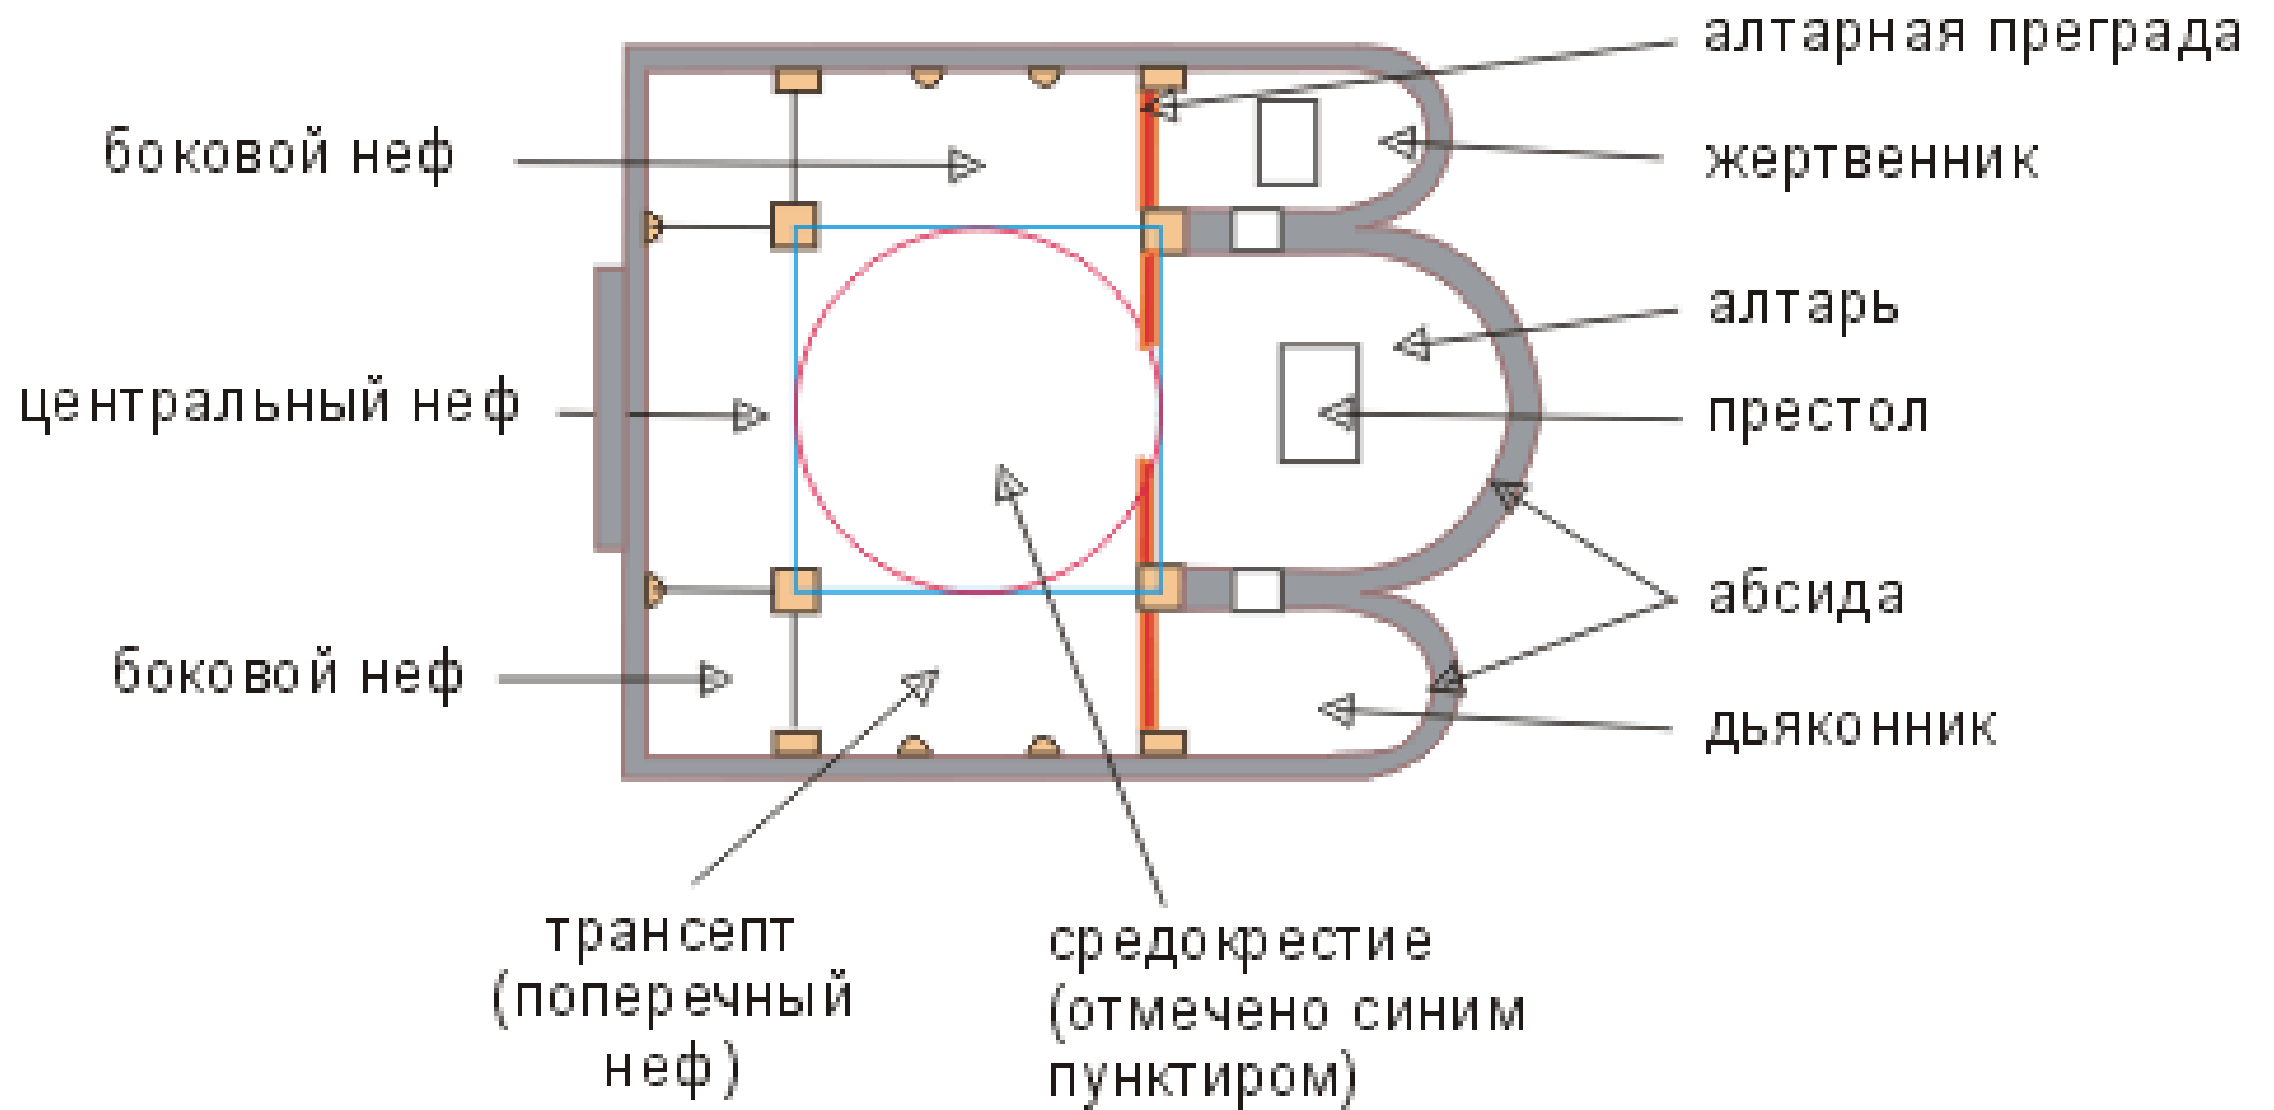 алтарная преграда
боковой неф
жертвенник
алтарь
центральный неф
престол
абсида
боковой неф
дьяконник
трансепт
(поперечный
неф)
средокрестие
(отмечено синим
пунктиром)